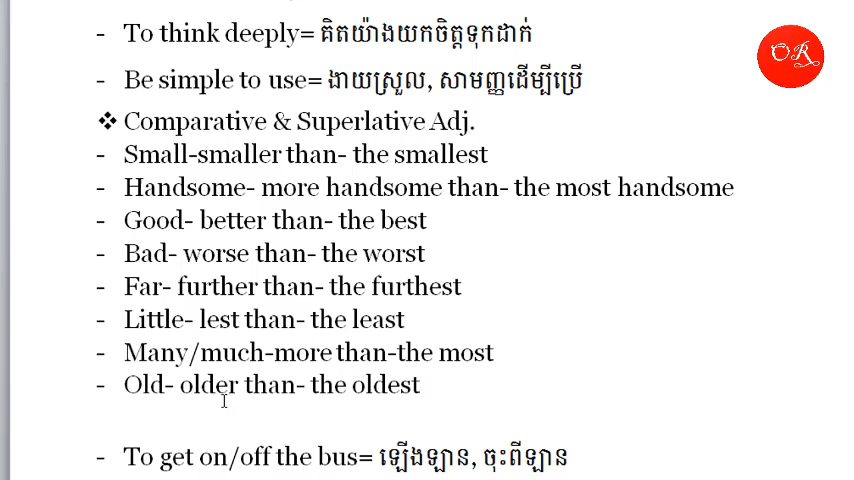 - To think deeply= គិតយ៉ាងយកចិត្តទុកដាក់
OR
- Be simple to use= ងាយស្រួល, សាមញ្ញដើម្បីប្រើ
❖ Comparative & Superlative Adj.
- Small-smaller than- the smallest
- Handsome- more handsome than- the most handsome
- Good- better than- the best
- Bad- worse than- the worst
- Far- further than- the furthest
- Little- lest than- the least
- Many/much-more than-the most
- Old- older than- the oldest
- To get on/off the bus= ឡើងឡាន, ចុះពីឡាន